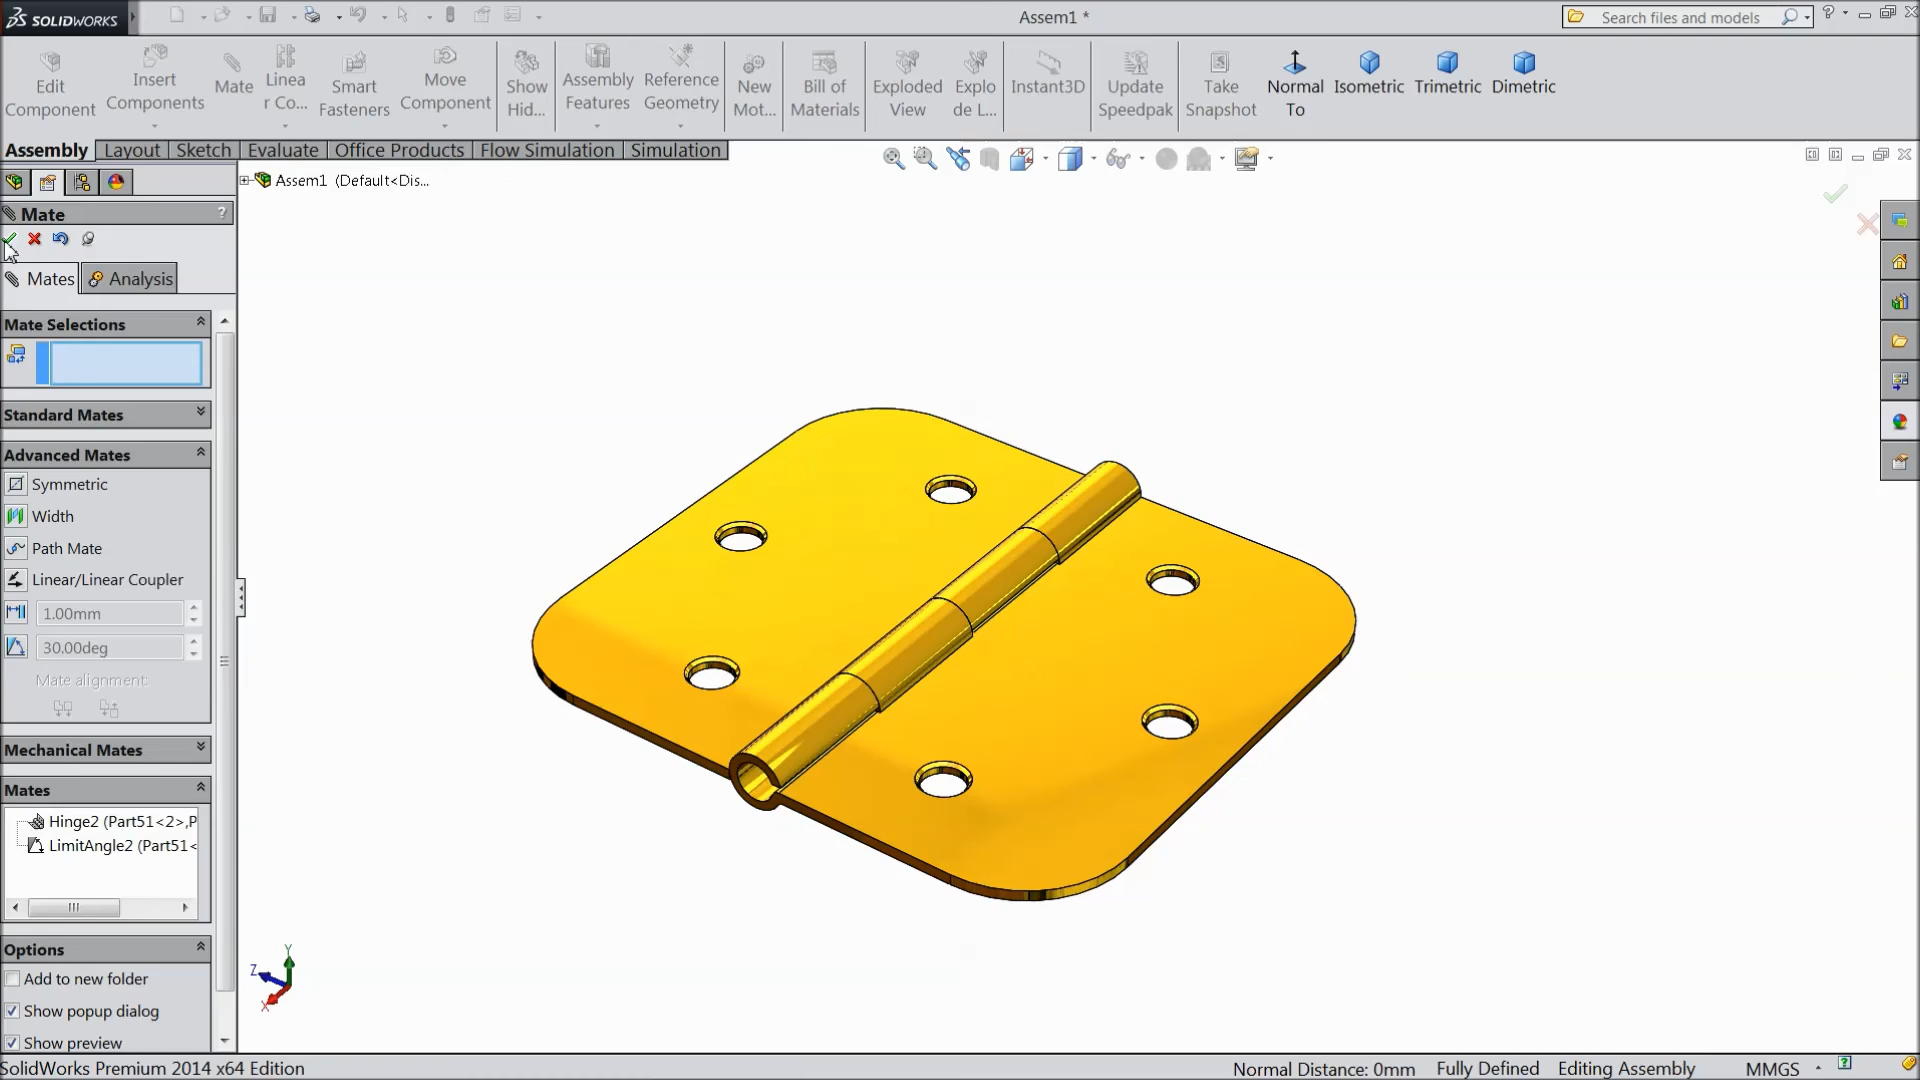 SOLIDWORKS
Assem1 *
Search files and models
?
Edit Component
Insert Components
Mate
Linea r Co...
Smart Fasteners
Move Component
Show Hid...
Assembly Features
Reference Geometry
New Mot...
Bill of Materials
Exploded View
Explo de L...
Instant3D
Update Speedpak
Take Snapshot
Normal To
Isometric
Trimetric
Dimetric
Assembly
Layout
Sketch
Evaluate
Office Products
Flow Simulation
Simulation
Assem1 (Default<Dis...
Mate
?
Mates
Analysis
Mate Selections
Standard Mates
Advanced Mates
Symmetric
Width
Path Mate
Linear/Linear Coupler
1.00mm
30.00deg
Mate alignment:
Mechanical Mates
Mates
Hinge2 (Part51<2>,P
LimitAngle2 (Part51<
Options
Add to new folder
Show popup dialog
Show preview
Y
Z
X
SolidWorks Premium 2014 x64 Edition
Normal Distance: 0mm
Fully Defined
Editing Assembly
MMGS
?